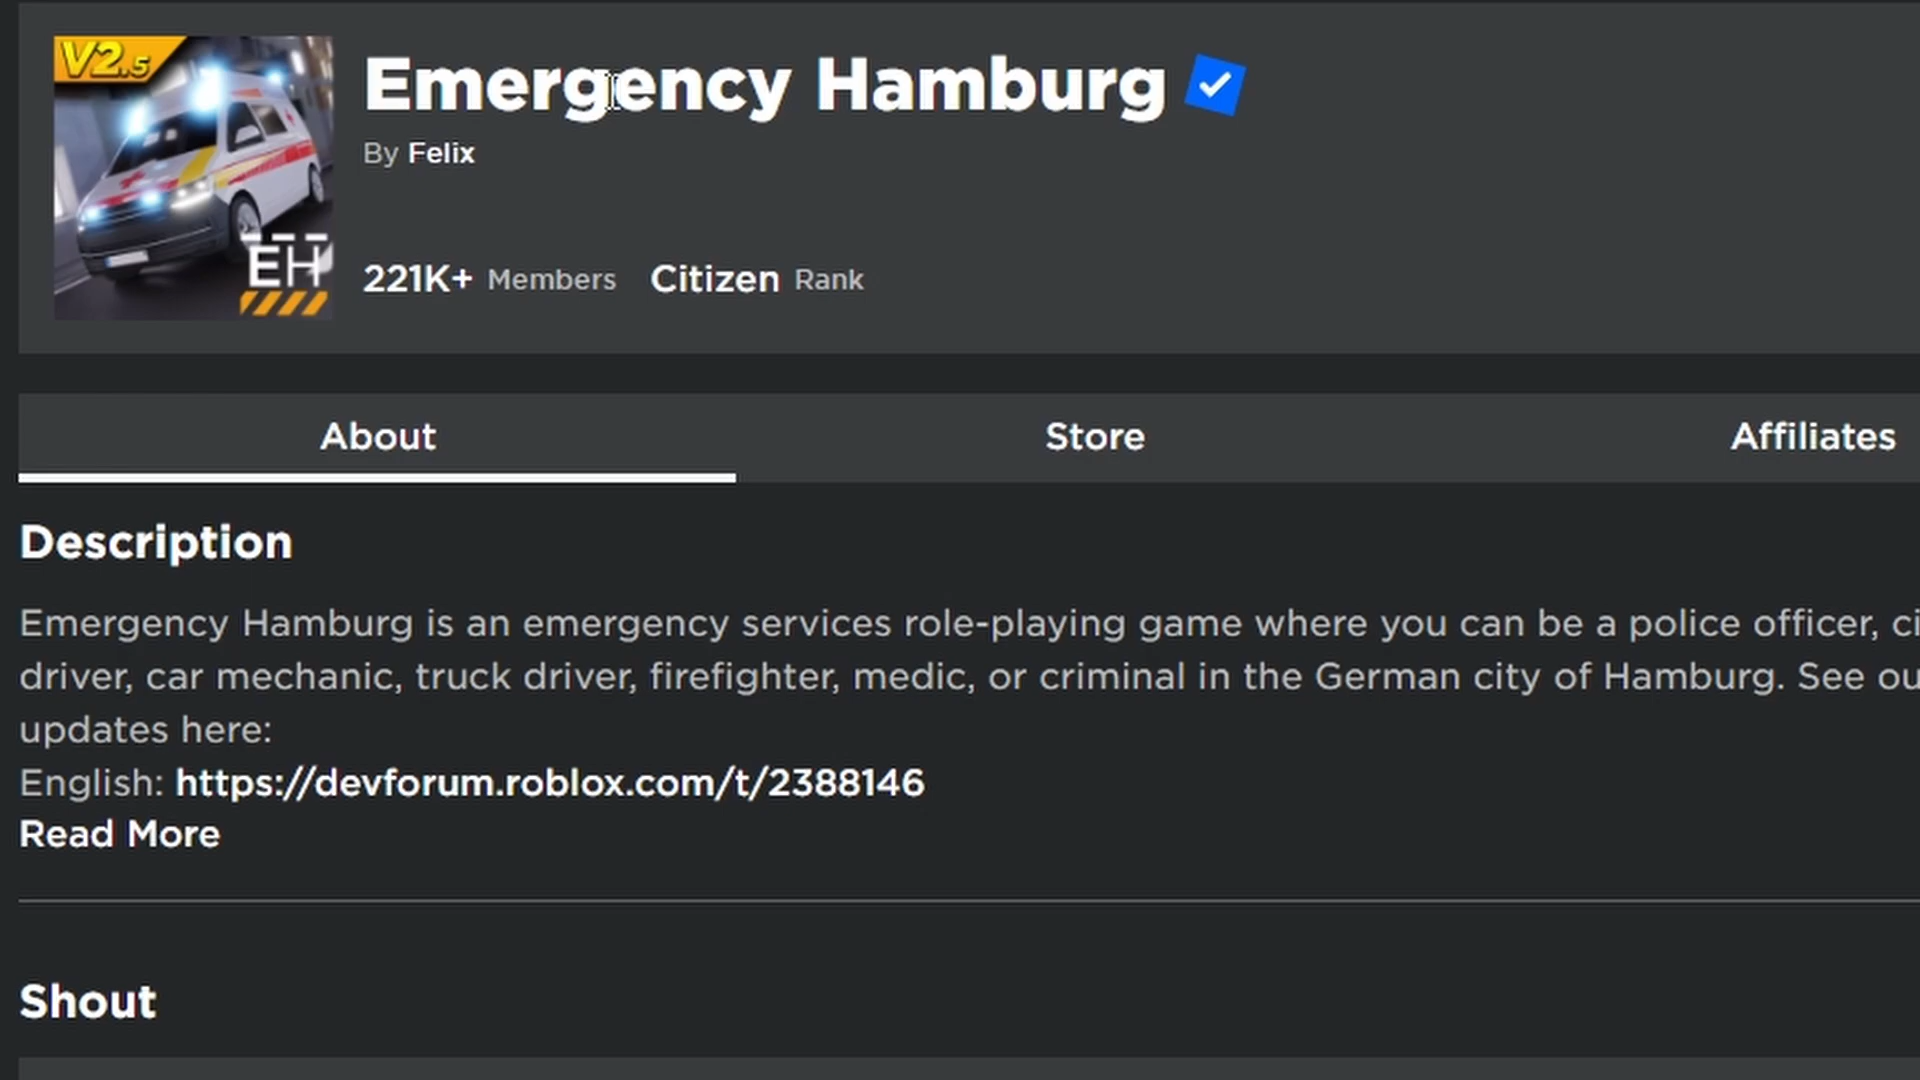 V2.5
Emergency Hamburg
By Felix
EH
221K+ Members Citizen Rank
About Store Affiliates
Description
Emergency Hamburg is an emergency services role-playing game where you can be a police officer, ci
driver, car mechanic, truck driver, firefighter, medic, or criminal in the German city of Hamburg. See ou
updates here:
English: https://devforum.roblox.com/t/2388146
Read More
Shout